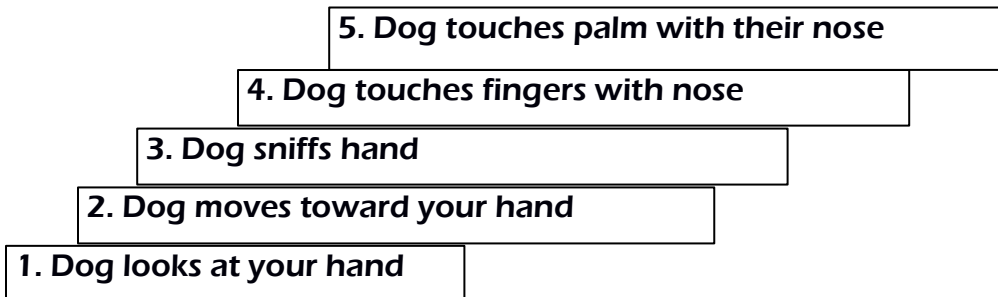 5. Dog touches palm with their nose
4. Dog touches fingers with nose
3. Dog sniffs hand
2. Dog moves toward your hand
1. Dog looks at your hand